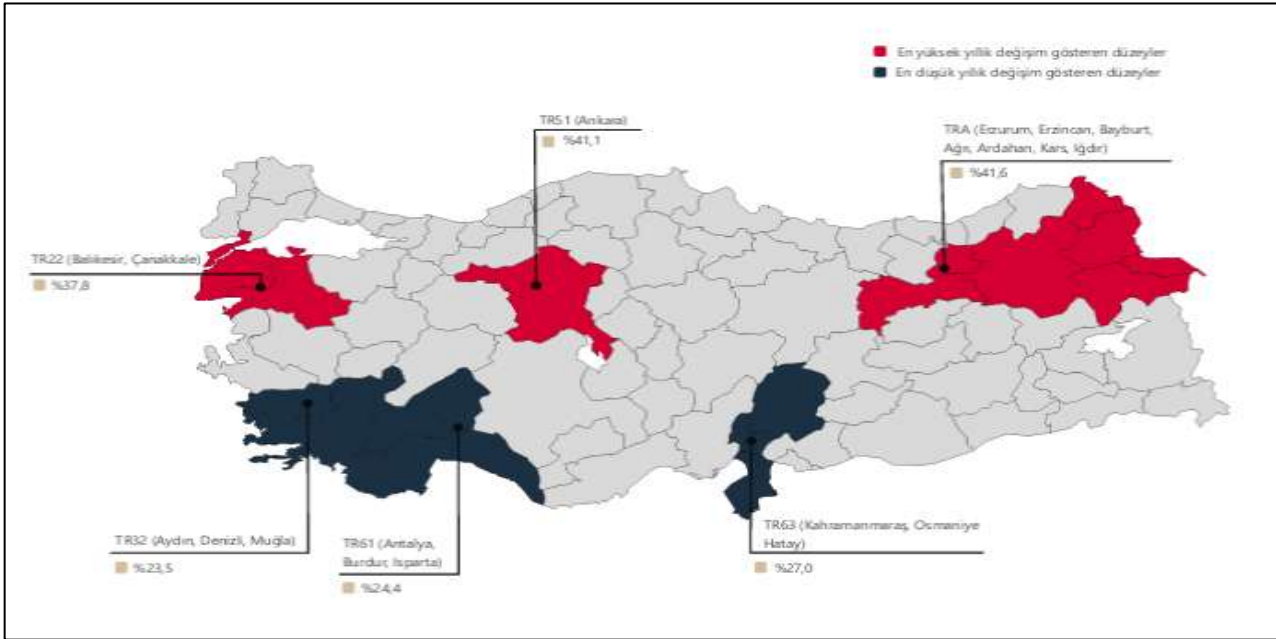 En yüksek yıllık değişim gösteren düzeyler
En düşük yıllık değişim gösteren düzeyler
TR51 (Ankara)
%41,1
TRA (Erzurum, Erzincan, Bayburt,
Ağrı, Ardahan, Kars, Iğdır)
%41,6
TR22 (Balıkesir, Çanakkale)
%37,8
TR32 (Aydın, Denizli, Muğla)
%23,5
TR61 (Antalya,
Burdur, Isparta)
%24,4
TR63 (Kahramanmaraş, Osmaniye
Hatay)
%27,0